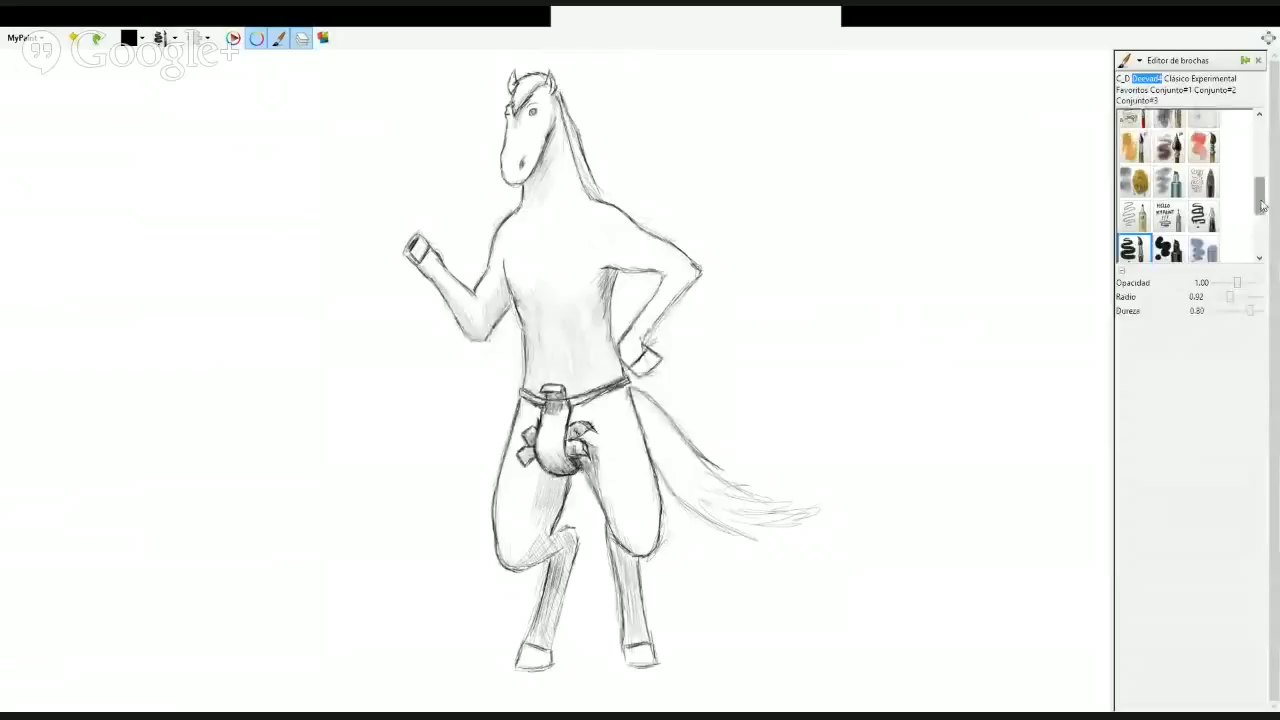 MyPaint
Google+
Editor de brochas
C_D Deevad4 Clásico Experimental
Favoritos Conjunto#1 Conjunto#2
Conjunto#3
HELLO
Opacidad 1.00
Radio 0.92
Dureza 0.80